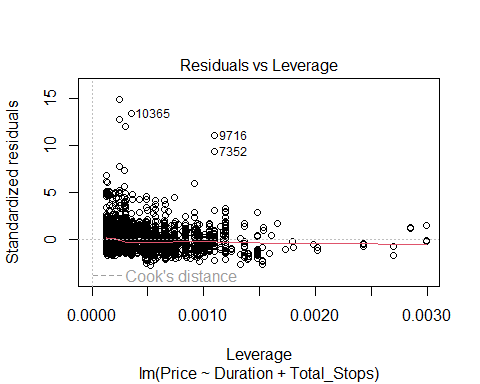 Residuals vs Leverage
Standardized residuals
15
10
5
0
10365
9716
7352
Cook's distance
0.0000
0.0010
0.0020
0.0030
Leverage
lm(Price ~ Duration + Total_Stops)